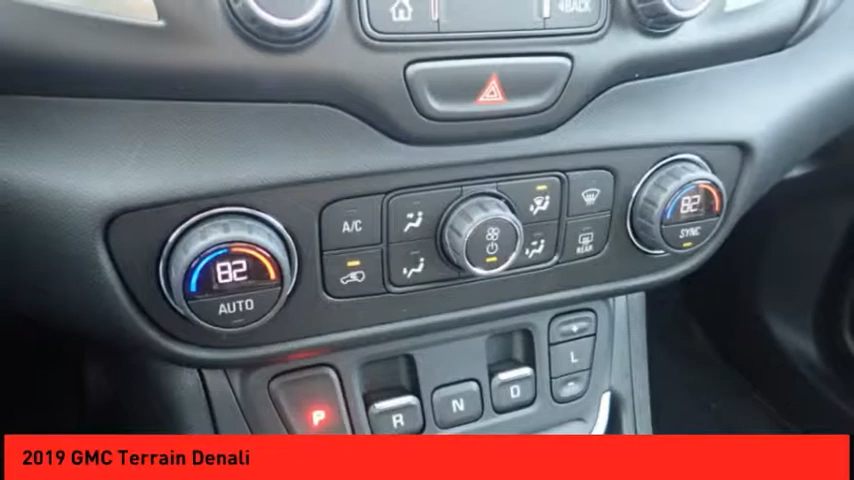 BACK
A/C
REAR
82
AUTO
82
SYNC
P
R
N
D
L
2019 GMC Terrain Denali